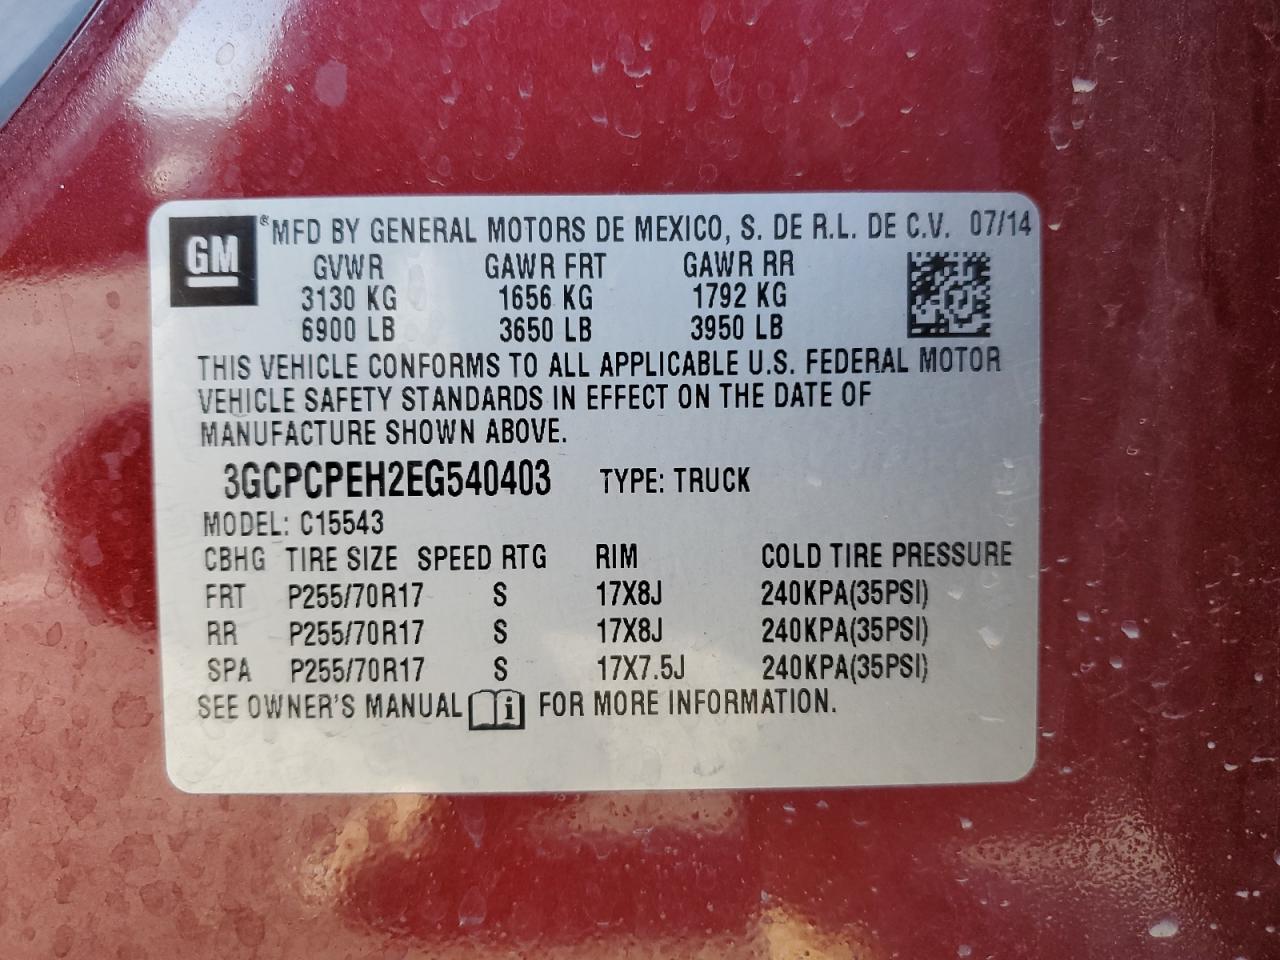 GM
® MFD BY GENERAL MOTORS DE MEXICO, S. DE R.L. DE C.V. 07/14
GVWR GAWR FRT GAWR RR
3130 KG 1656 KG 1792 KG
6900 LB 3650 LB 3950 LB
THIS VEHICLE CONFORMS TO ALL APPLICABLE U.S. FEDERAL MOTOR
VEHICLE SAFETY STANDARDS IN EFFECT ON THE DATE OF
MANUFACTURE SHOWN ABOVE.
3GCPCPEH2EG540403 TYPE: TRUCK
MODEL: C15543
CBHG TIRE SIZE SPEED RTG RIM COLD TIRE PRESSURE
FRT P255/70R17 S 17X8J 240KPA(35PSI)
RR P255/70R17 S 17X8J 240KPA(35PSI)
SPA P255/70R17 S 17X7.5J 240KPA(35PSI)
SEE OWNER'S MANUAL i FOR MORE INFORMATION.